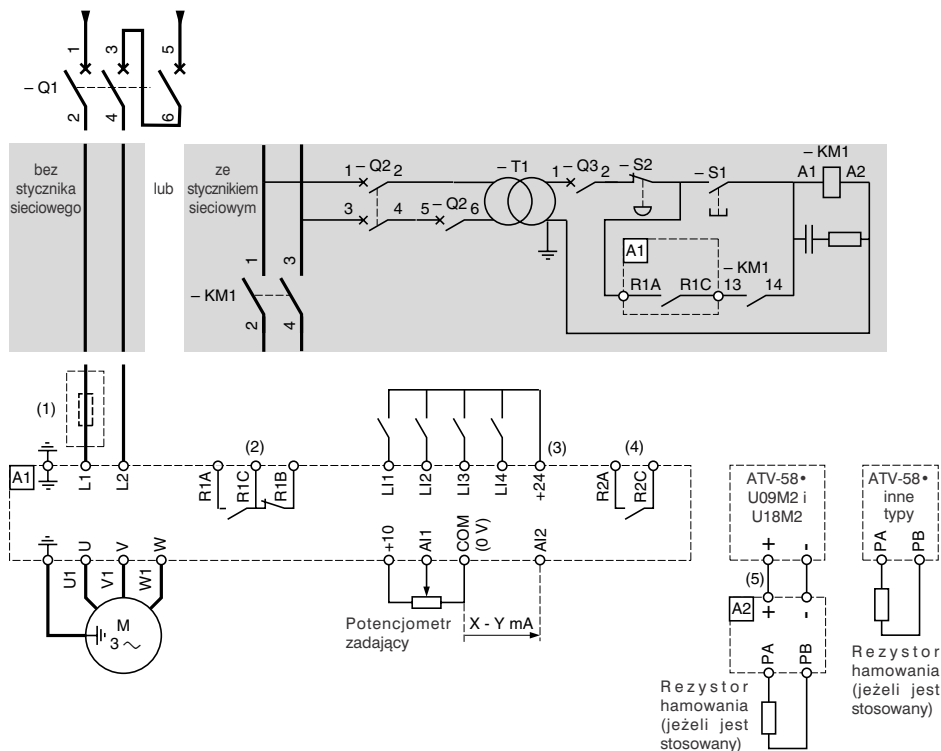 1
3
5
– Q1
2
4
6
bez
stycznika
sieciowego
lub
ze
stycznikiem
sieciowym
1
– Q2
2
3
4
5
– Q2
6
– T1
1
– Q3
2
– S2
– S1
– KM1
A1
A2
A1
R1A
R1C
– KM1
13
14
1
3
– KM1
2
4
(1)
A1
L1
L2
R1A
(2)
R1C
R1B
LI1
LI2
LI3
LI4
+24
(3)
R2A
(4)
R2C
U
V
W
U1
V1
W1
M
3 ~
+10
AI1
COM
(0 V)
AI2
Potencjometr
zadający
X - Y mA
ATV-58•
U09M2 i
U18M2
+
-
(5)
A2
+
-
PA
PB
Rezystor
hamowania
(jeżeli jest
stosowany)
ATV-58•
inne
typy
PA
PB
Rezystor
hamowania
(jeżeli jest
stosowany)